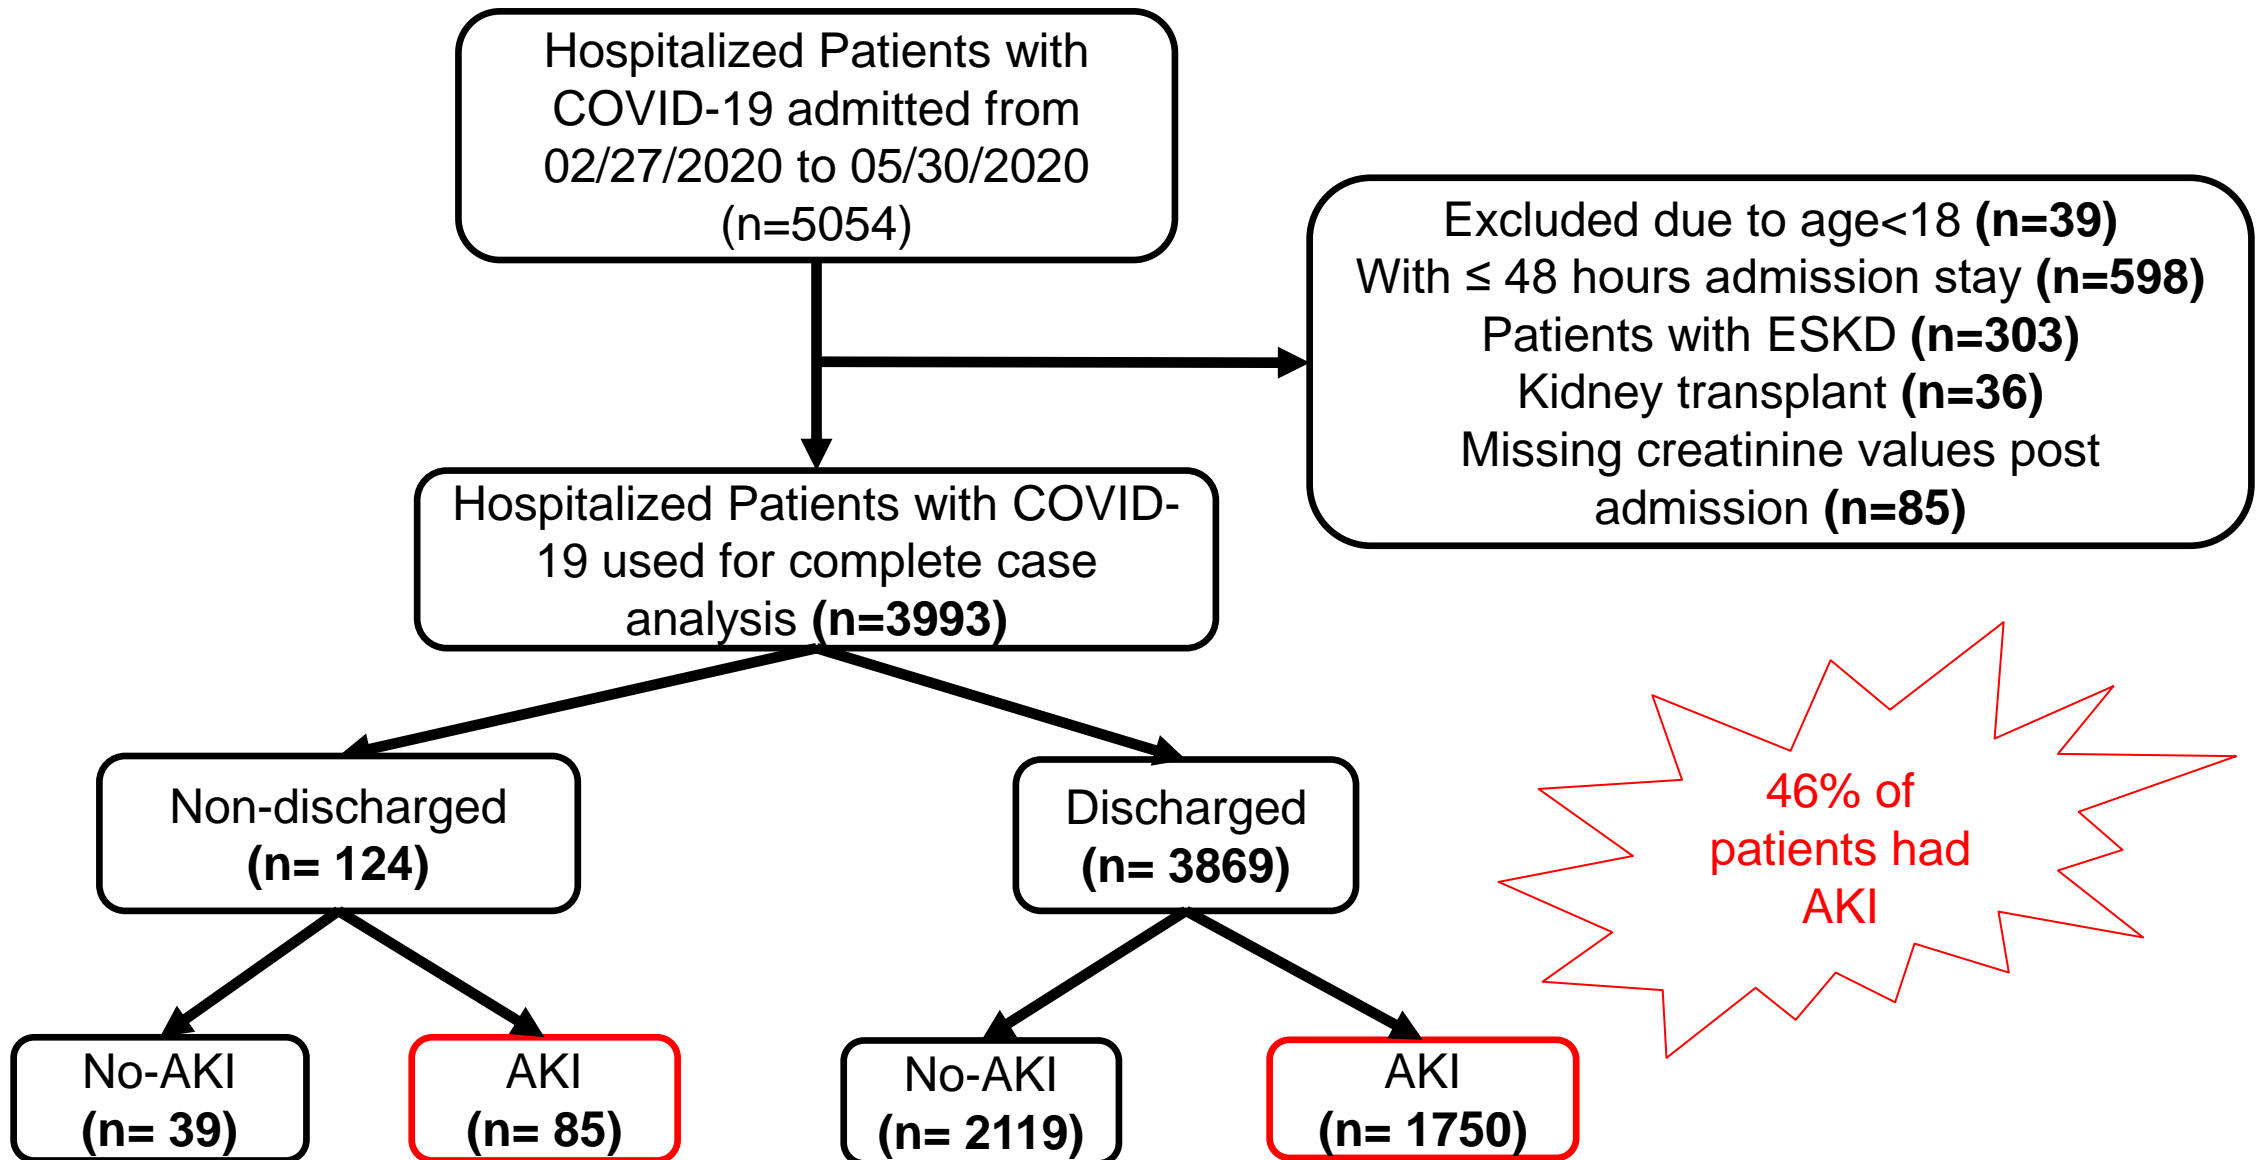 Hospitalized Patients with
COVID-19 admitted from
02/27/2020 to 05/30/2020
(n=5054)
Excluded due to age<18 (n=39)
With ≤ 48 hours admission stay (n=598)
Patients with ESKD (n=303)
Kidney transplant (n=36)
Missing creatinine values post
admission (n=85)
Hospitalized Patients with COVID-
19 used for complete case
analysis (n=3993)
Non-discharged
(n= 124)
Discharged
(n= 3869)
46% of
patients had
AKI
No-AKI
(n= 39)
AKI
(n= 85)
No-AKI
(n= 2119)
AKI
(n= 1750)